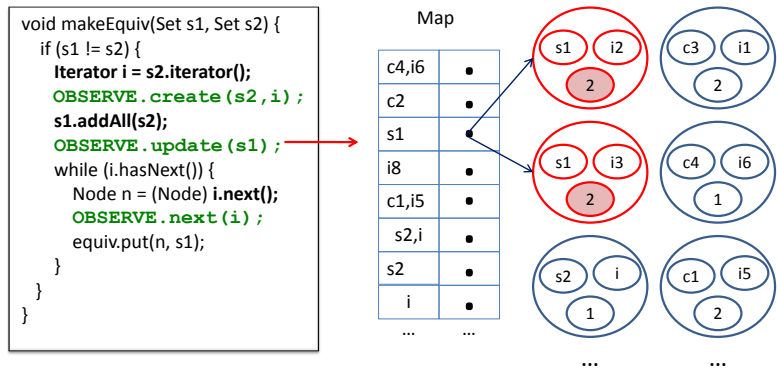 void makeEquiv(Set s1, Set s2) {
if (s1 != s2) {
Iterator i = s2.iterator();
OBSERVE.create(s2,i);
s1.addAll(s2);
OBSERVE.update(s1);
while (i.hasNext()) {
Node n = (Node) i.next();
OBSERVE.next(i);
equiv.put(n, s1);
}
}
}
Map
c4,i6
c2
s1
i8
c1,i5
s2,i
s2
i
... ...
s1 i2
2
c3 i1
2
s1 i3
2
c4 i6
1
s2 i
1
c1 i5
2
... ...